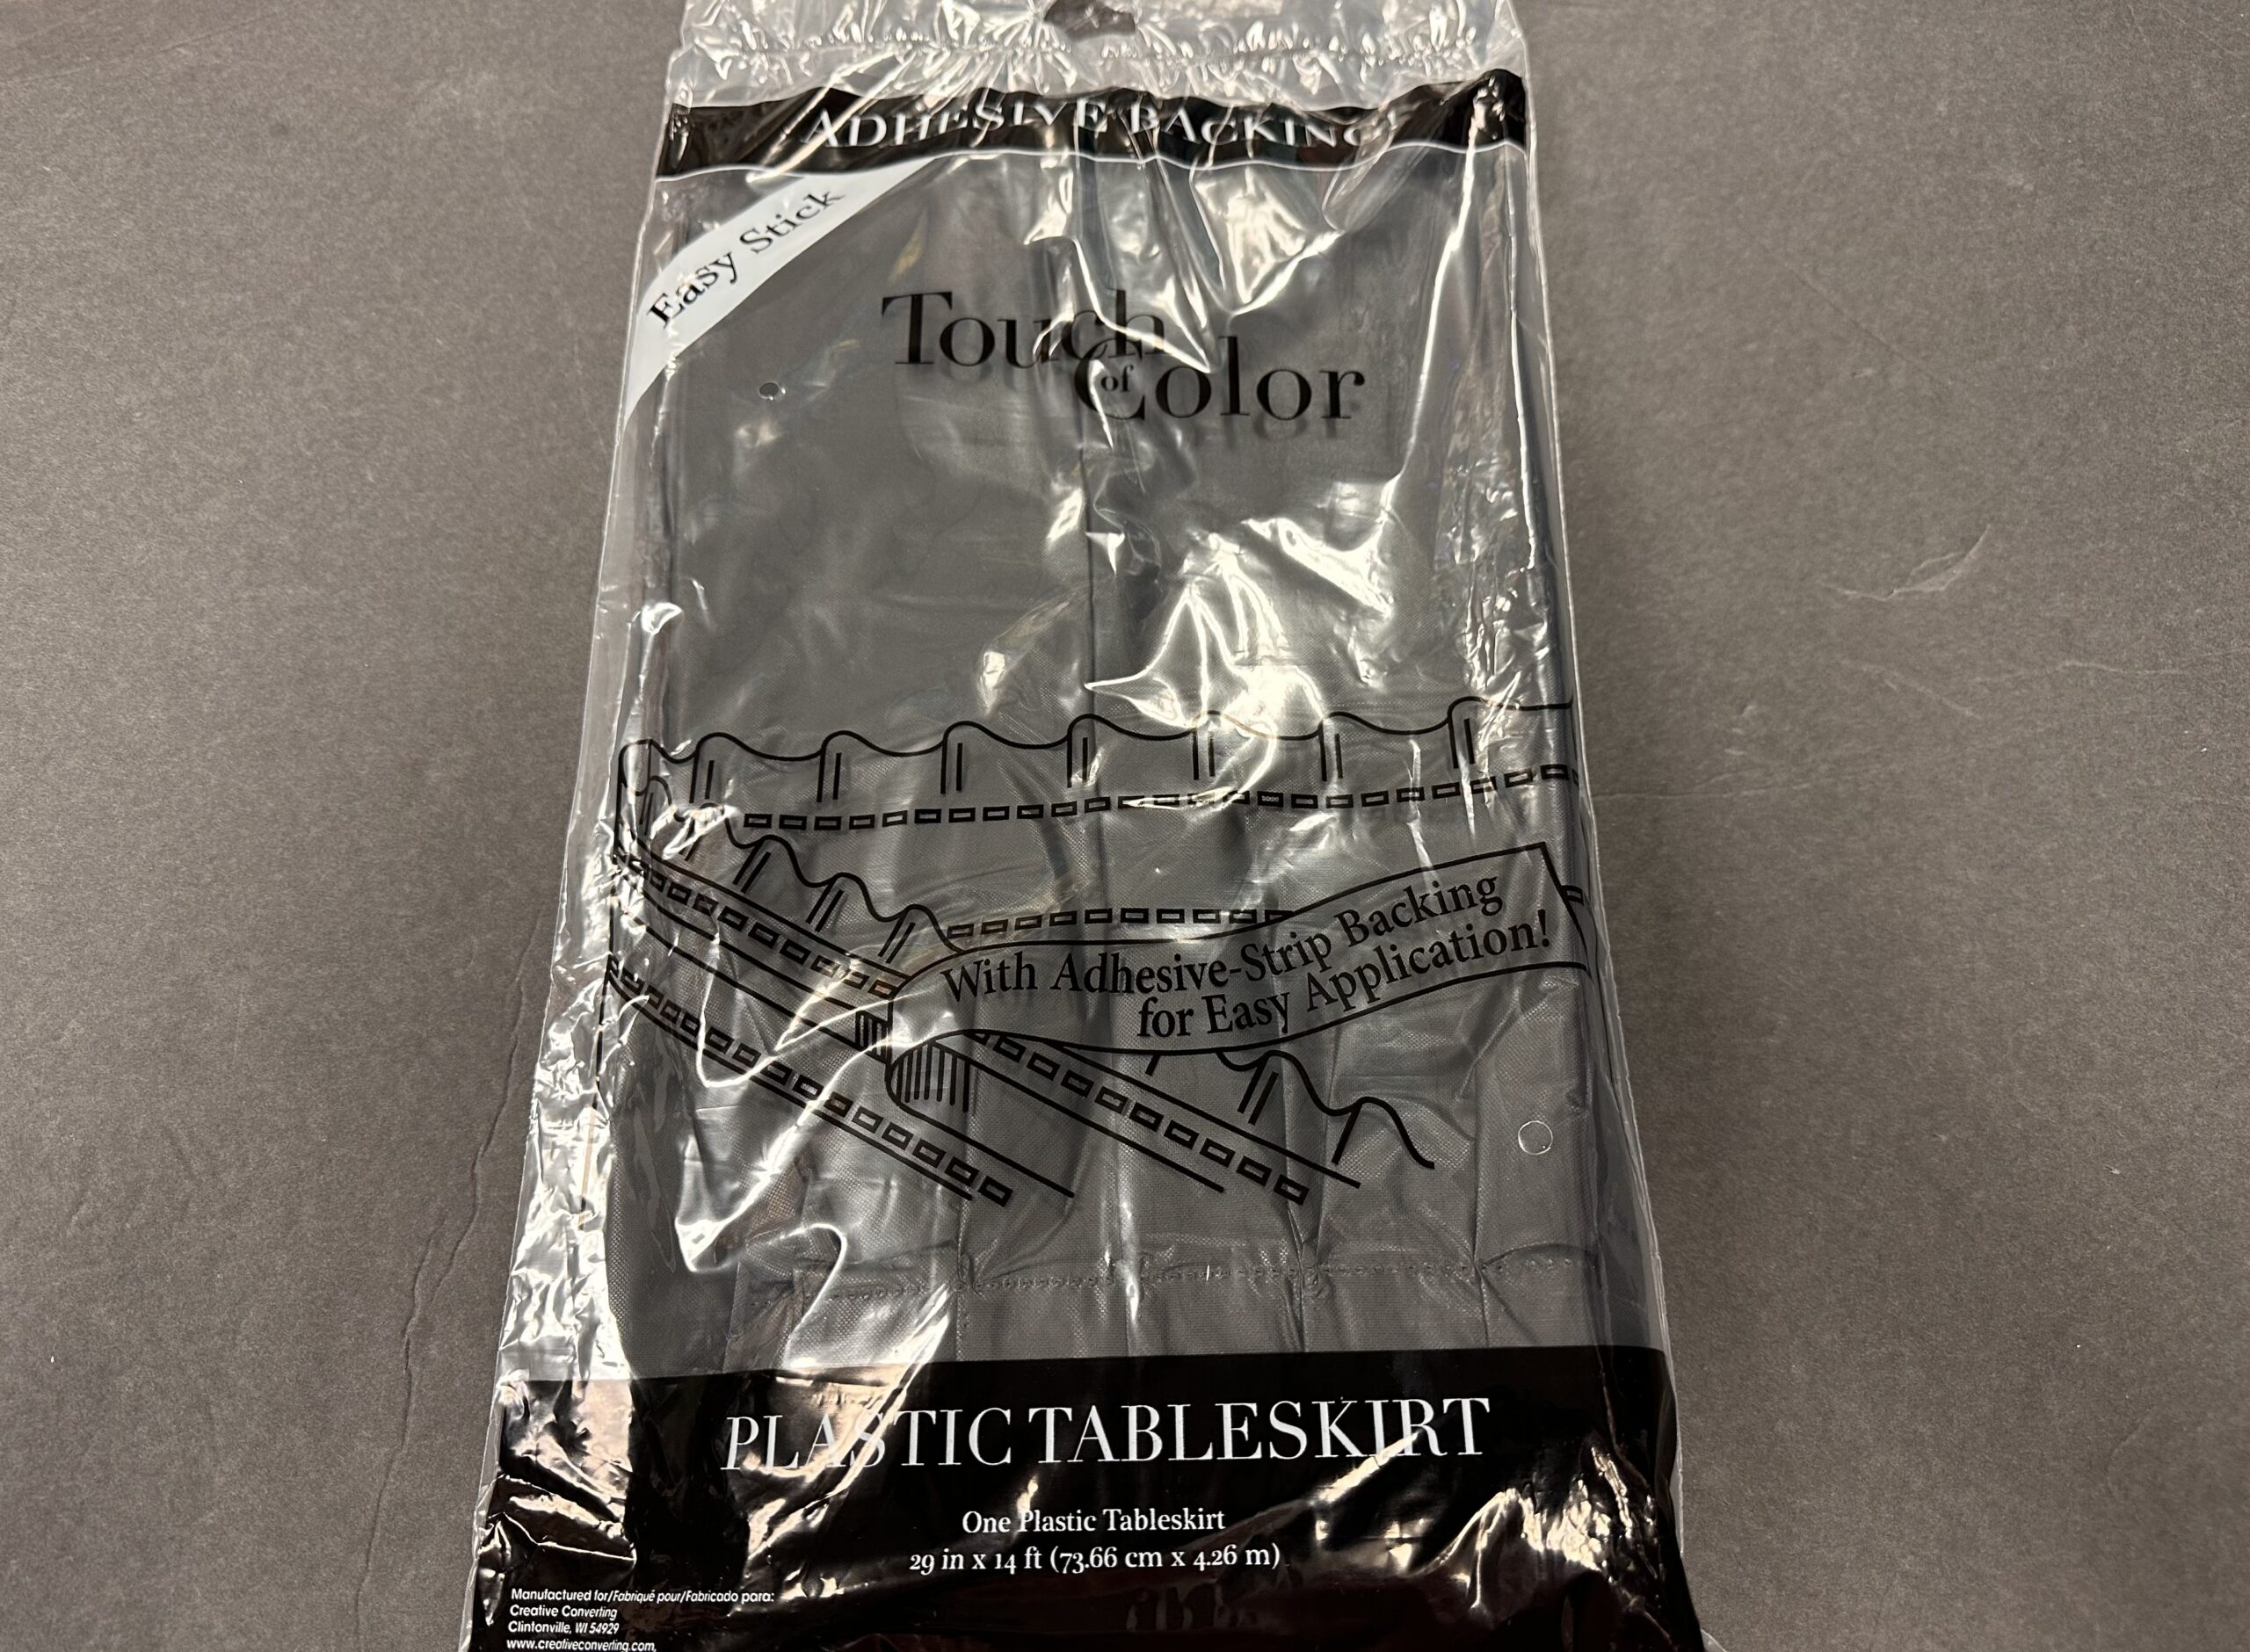 ADHESIVE BACKING!
Easy Stick
Touch
of
Color
With Adhesive-Strip Backing
for Easy Application!
PLASTIC TABLESKIRT
One Plastic Tableskirt
29 in x 14 ft (73.66 cm x 4.26 m)
Manufactured for/Fabriqué pour/Fabricado para:
Creative Converting
Clintonville, WI 54929
www.creativeconverting.com,